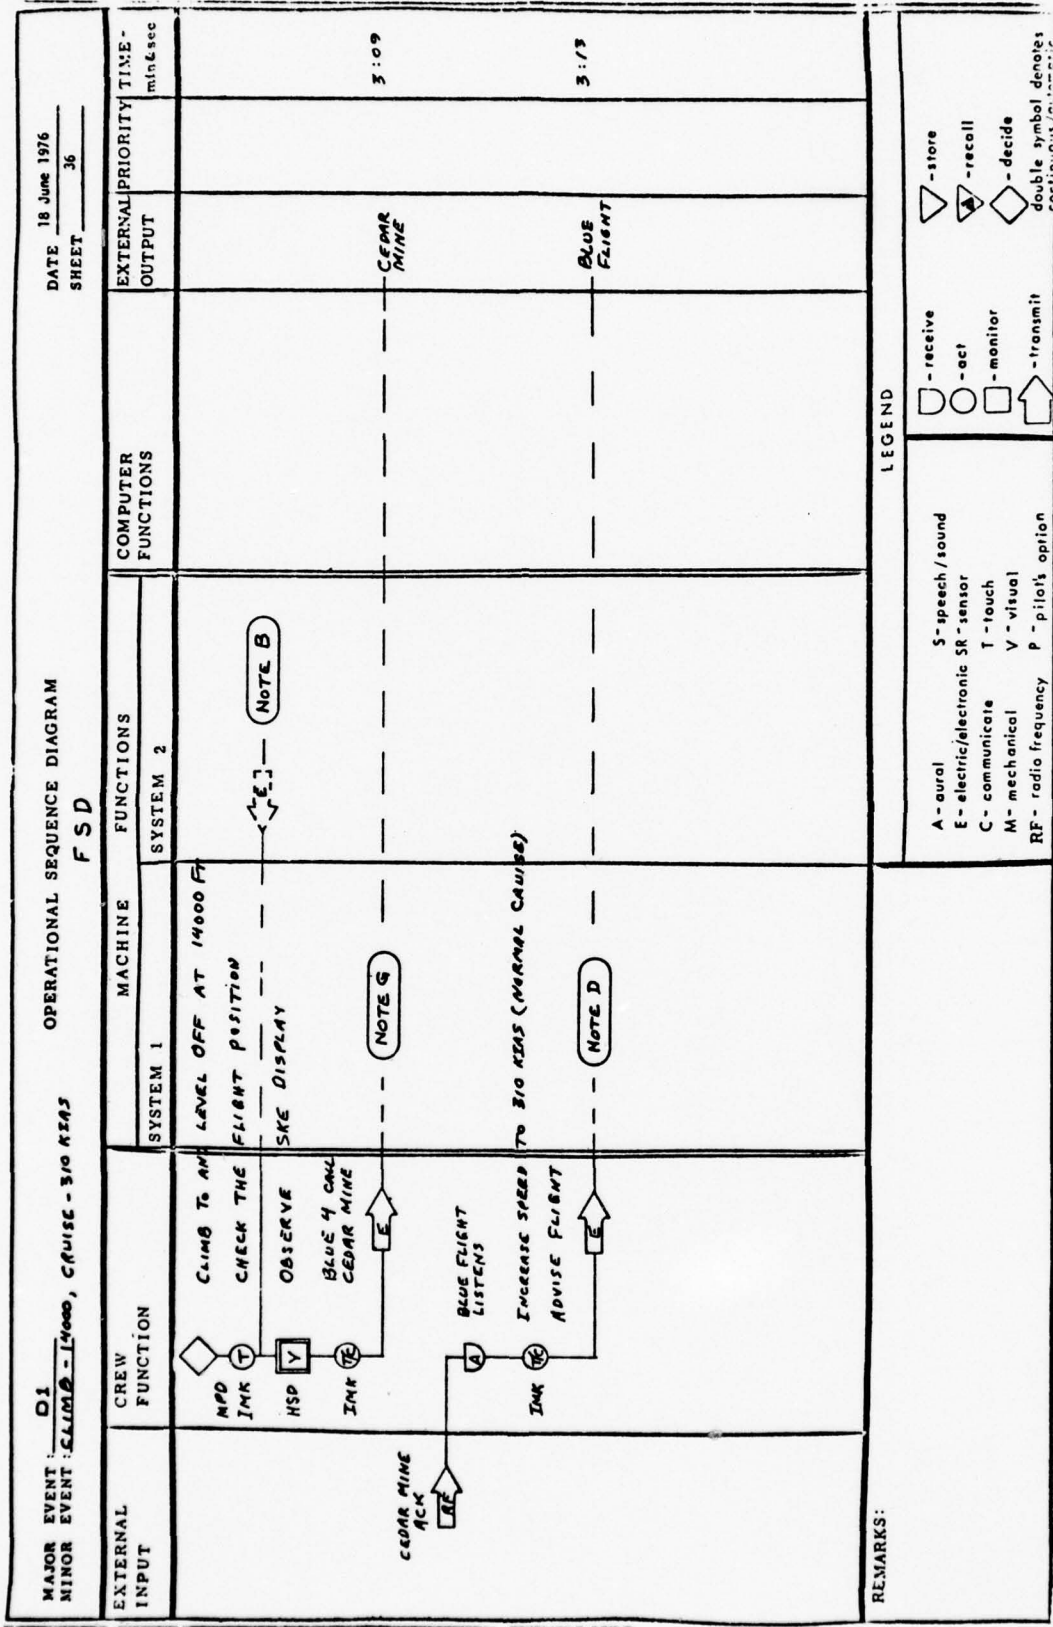 MAJOR EVENT: D1
MINOR EVENT: CLIMB - 14000, CRUISE - 310 KIAS
OPERATIONAL SEQUENCE DIAGRAM
FSD
DATE 18 June 1976
SHEET 36
EXTERNAL INPUT
CREW FUNCTION
MACHINE FUNCTIONS
SYSTEM 1
SYSTEM 2
COMPUTER FUNCTIONS
EXTERNAL OUTPUT
PRIORITY
TIME-
min&sec
CLIMB TO AND LEVEL OFF AT 14000 FT
MPD
IMK
T
CHECK THE FLIGHT POSITION
E
NOTE B
HSD
V
OBSERVE SKE DISPLAY
IMK
T/C
BLUE 4 CALL
CEDAR MINE
E
NOTE G
CEDAR
MINE
3:09
CEDAR MINE
ACK
RF
A
BLUE FLIGHT
LISTENS
INCREASE SPEED TO 310 KIAS (NORMAL CRUISE)
IMK
T/C
ADVISE FLIGHT
E
NOTE D
BLUE
FLIGHT
3:13
REMARKS:
LEGEND
A - aural
S - speech/sound
E - electric/electronic
SR - sensor
C - communicate
T - touch
M - mechanical
V - visual
RF - radio frequency
P - pilot's option
- receive
- act
- monitor
- transmit
- store
A - recall
- decide
double symbol denotes